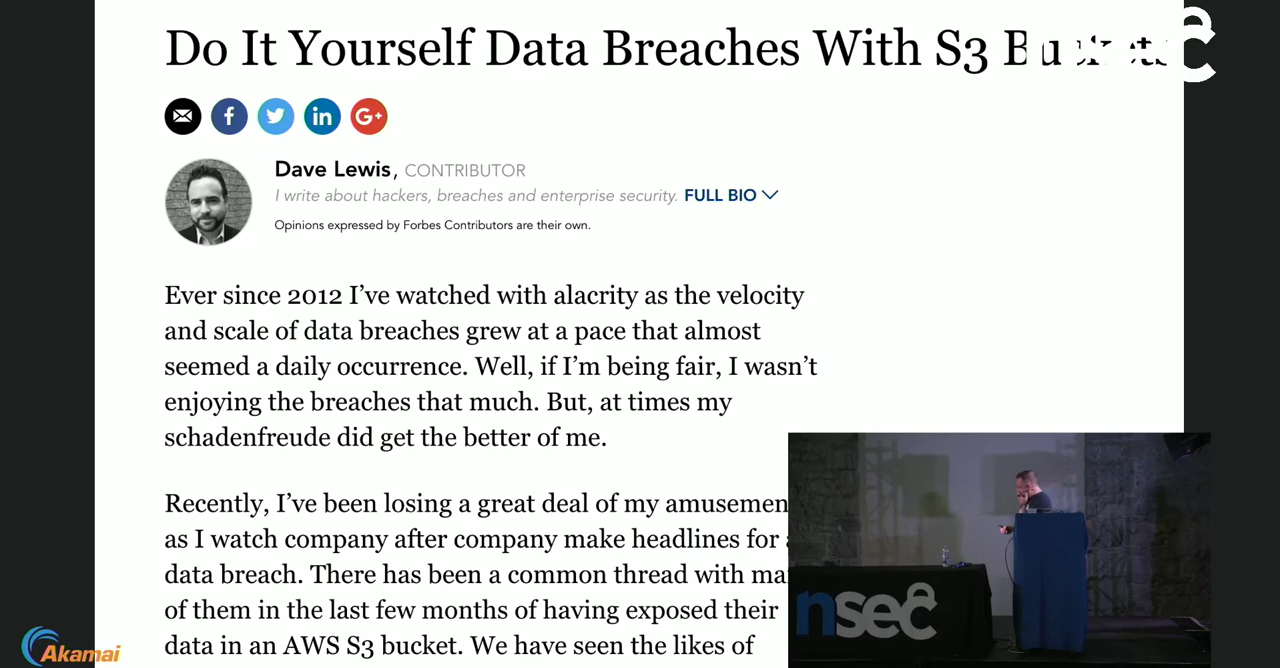 Do It Yourself Data Breaches With S3 Buckets
Dave Lewis, CONTRIBUTOR
I write about hackers, breaches and enterprise security. FULL BIO
Opinions expressed by Forbes Contributors are their own.
Ever since 2012 I’ve watched with alacrity as the velocity
and scale of data breaches grew at a pace that almost
seemed a daily occurrence. Well, if I’m being fair, I wasn’t
enjoying the breaches that much. But, at times my
schadenfreude did get the better of me.
Recently, I’ve been losing a great deal of my amusemen
as I watch company after company make headlines for
data breach. There has been a common thread with ma
of them in the last few months of having exposed their
data in an AWS S3 bucket. We have seen the likes of
nsec
Akamai